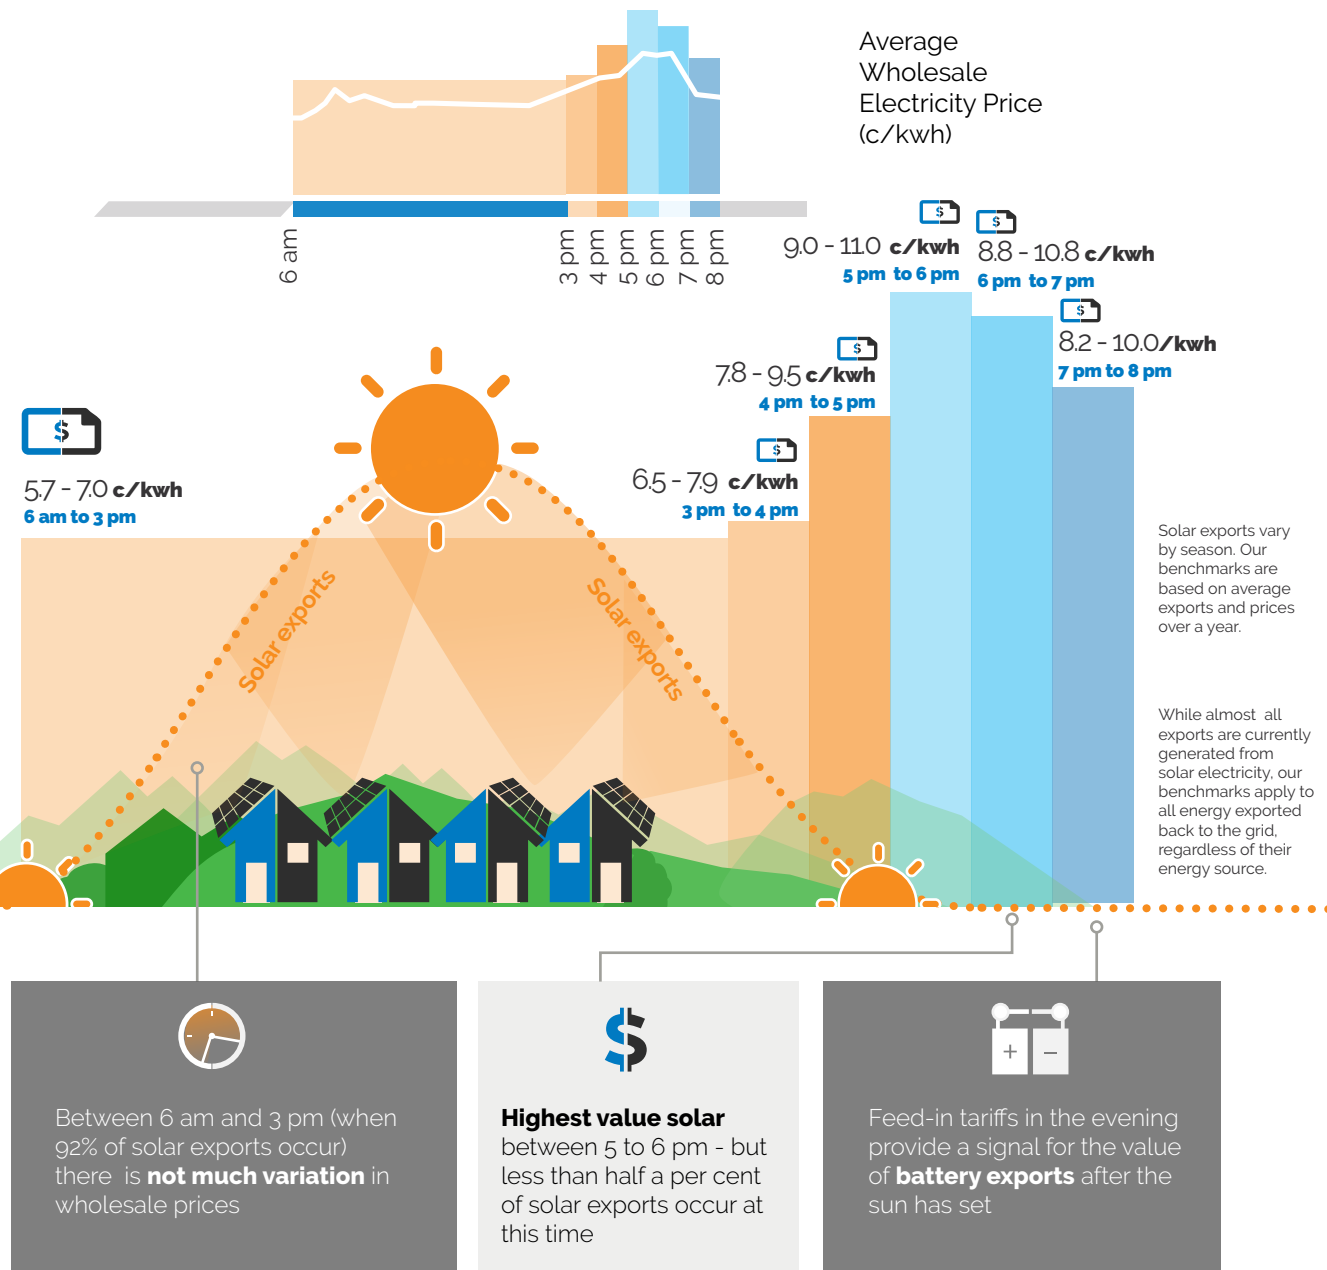 Average
Wholesale
Electricity Price
(c/kwh)
6 am
3 pm
4 pm
5 pm
6 pm
7 pm
8 pm
$
9.0 - 11.0 c/kwh
5 pm to 6 pm
$
8.8 - 10.8 c/kwh
6 pm to 7 pm
$
8.2 - 10.0/kwh
7 pm to 8 pm
$
7.8 - 9.5 c/kwh
4 pm to 5 pm
$
6.5 - 7.9 c/kwh
3 pm to 4 pm
$
5.7 - 7.0 c/kwh
6 am to 3 pm
Solar exports
Solar exports
Solar exports vary
by season. Our
benchmarks are
based on average
exports and prices
over a year.
While almost all
exports are currently
generated from
solar electricity, our
benchmarks apply to
all energy exported
back to the grid,
regardless of their
energy source.
Between 6 am and 3 pm (when
92% of solar exports occur)
there is not much variation in
wholesale prices
$
Highest value solar
between 5 to 6 pm - but
less than half a per cent
of solar exports occur at
this time
+ -
Feed-in tariffs in the evening
provide a signal for the value
of battery exports after the
sun has set